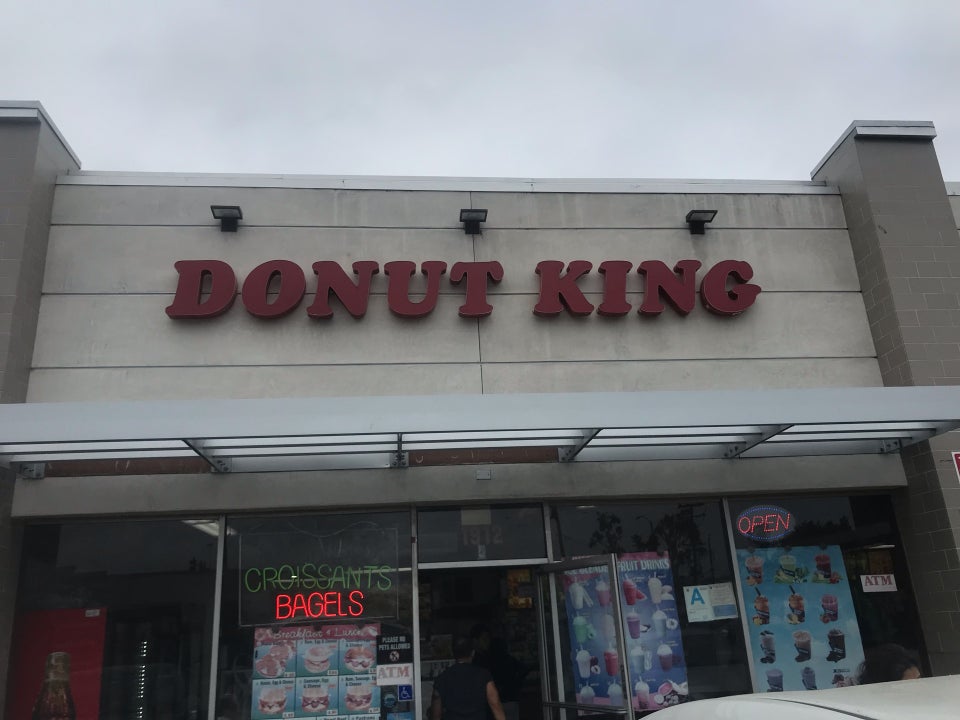 DONUT KING
1912
OPEN
CROISSANTS
BAGELS
FRUIT DRINKS
ATM
A
Breakfast & Lunch
PLEASE NO
PETS ALLOWED
ATM